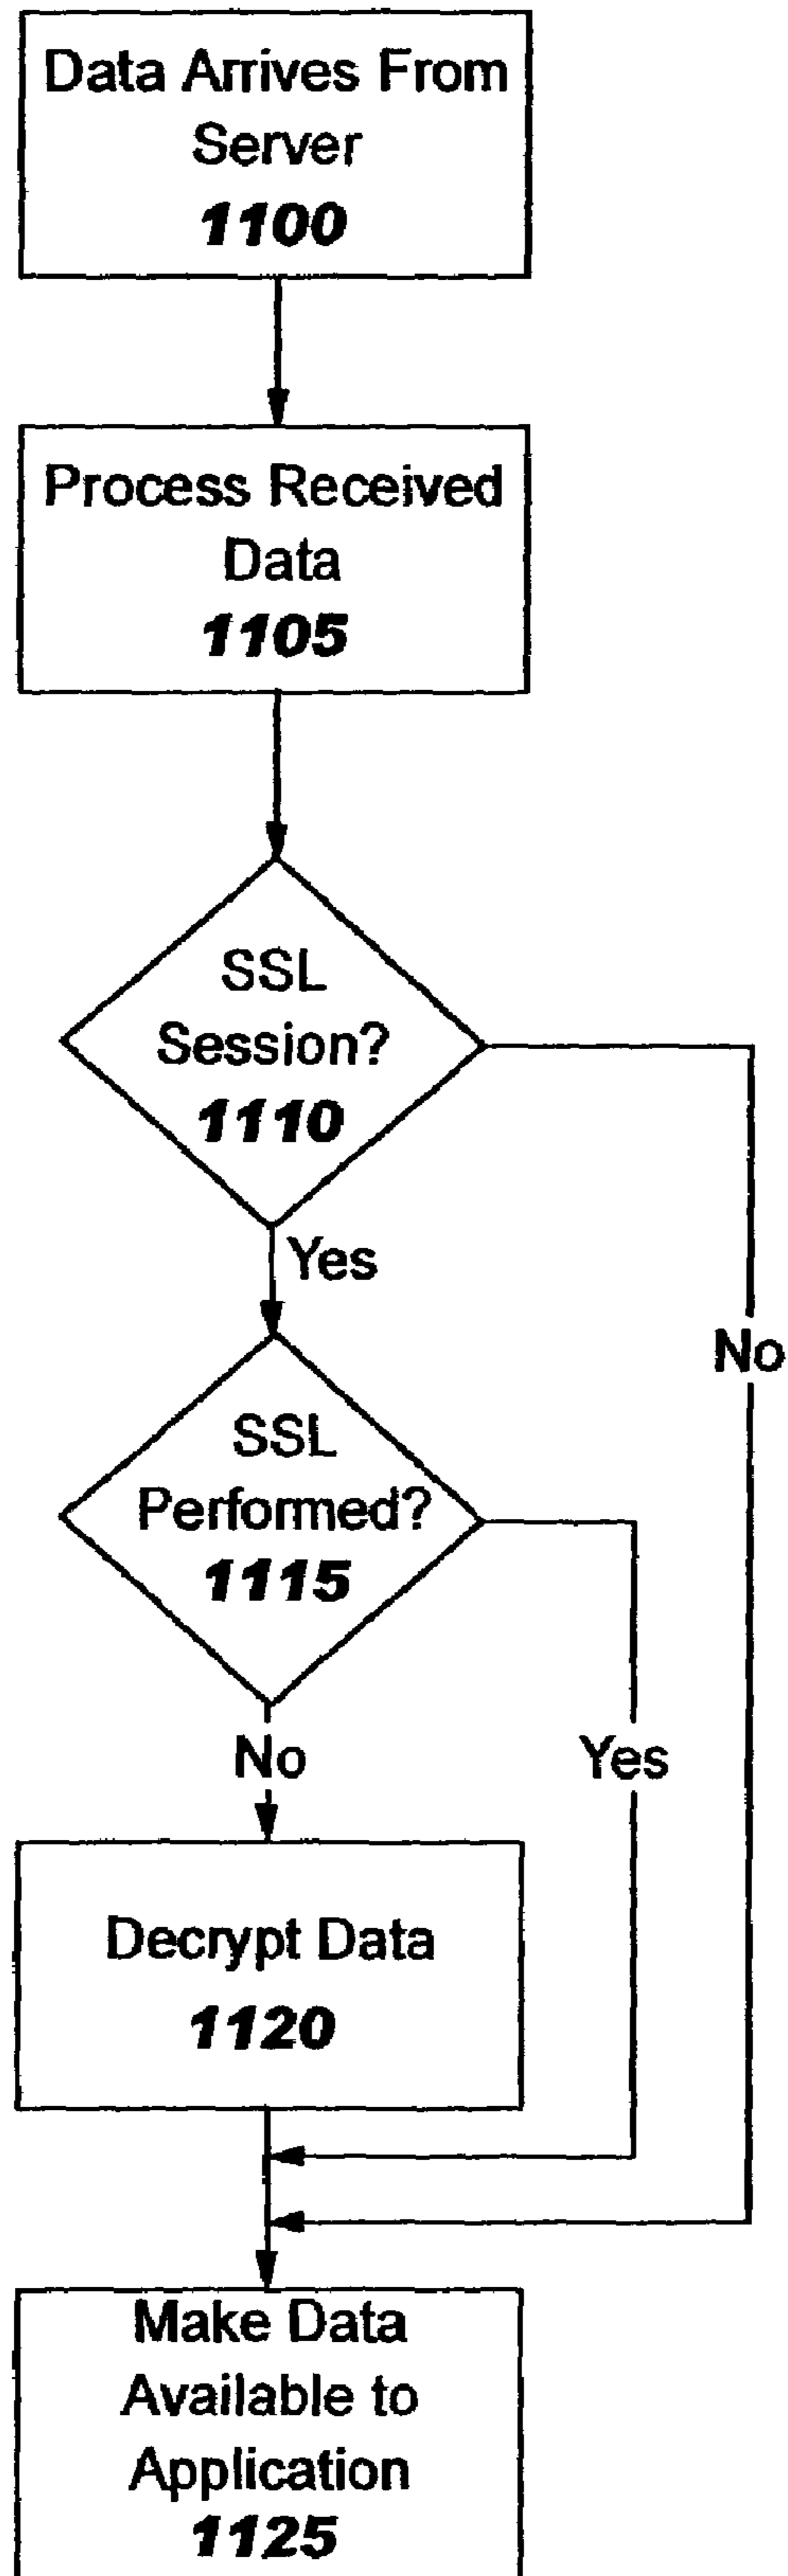 Data Arrives From
Server
1100
Process Received
Data
1105
SSL
Session?
1110
Yes
No
SSL
Performed?
1115
No
Yes
Decrypt Data
1120
Make Data
Available to
Application
1125